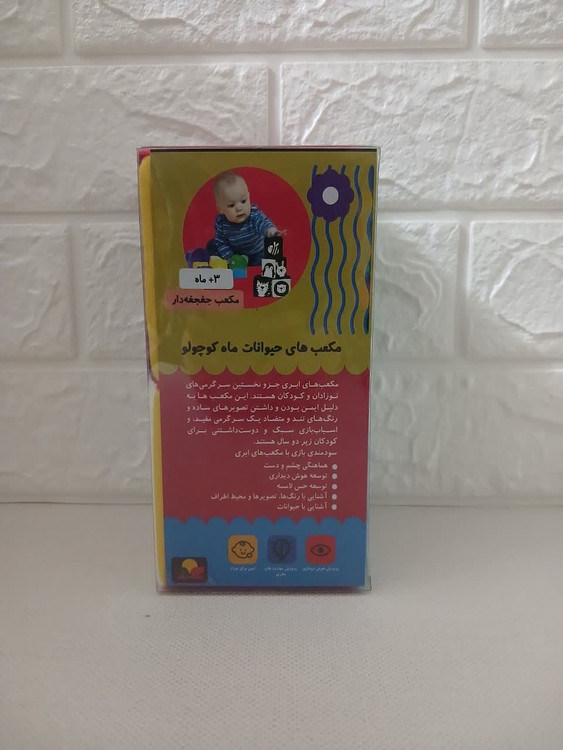 +۳ ماه
مکعب جغجغه‌دار
مکعب های حیوانات ماه کوچولو
مکعب‌های ابری جزو نخستین سرگرمی‌های
نوزادان و کودکان هستند. این مکعب ها به
دلیل ایمن بودن و داشتن تصویرهای ساده و
رنگ‌های تند و متضاد یک سرگرمی مفید، و
اسباب‌بازی سبک و دوست‌داشتنی برای
کودکان زیر دو سال هستند.
سودمندی بازی با مکعب‌های ابری
هماهنگی چشم و دست
توسعه هوش دیداری
توسعه حس لامسه
آشنایی با رنگ‌ها، تصویرها و محیط اطراف
آشنایی با حیوانات